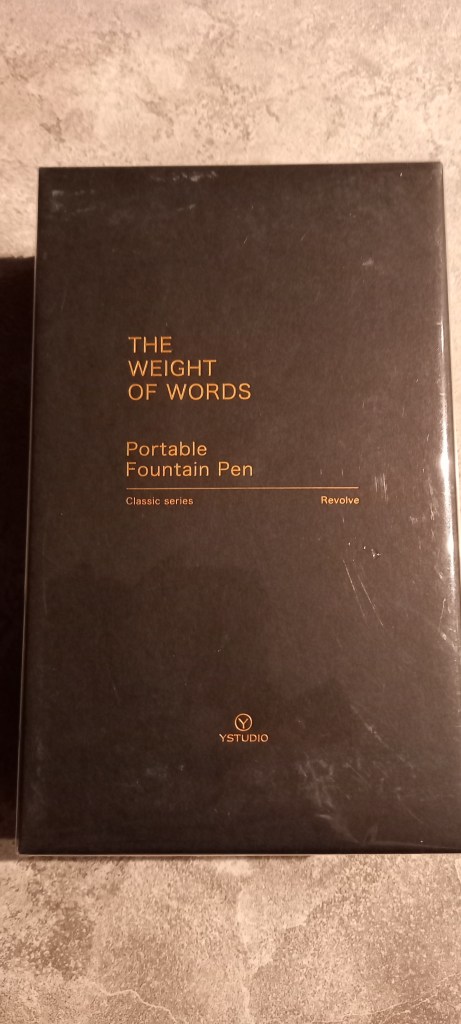 THE
WEIGHT
OF WORDS
Portable
Fountain Pen
Classic series Revolve
Y
YSTUDIO